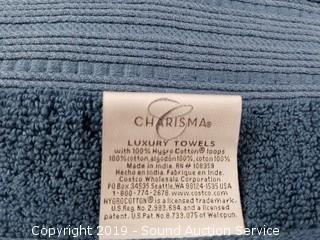 C
CHARISMA®
LUXURY TOWELS
with 100% Hygro Cotton® loops
100% cotton, algodón 100%, coton 100%
Made in India. RN # 108359
Hecho en India. Fabrique en Inde.
Costco Wholesale Corporation
PO Box 34535 Seattle, WA 98124-1535 USA
1-800-774-2678 www.costco.com
HYGROCOTTON® is a licensed trademark.
U.S. Reg. No. 2,983,694, and a licensed
patent. U.S. Pat. No. 8,733,075 of Welspun.
Copyright 2019 - Sound Auction Service